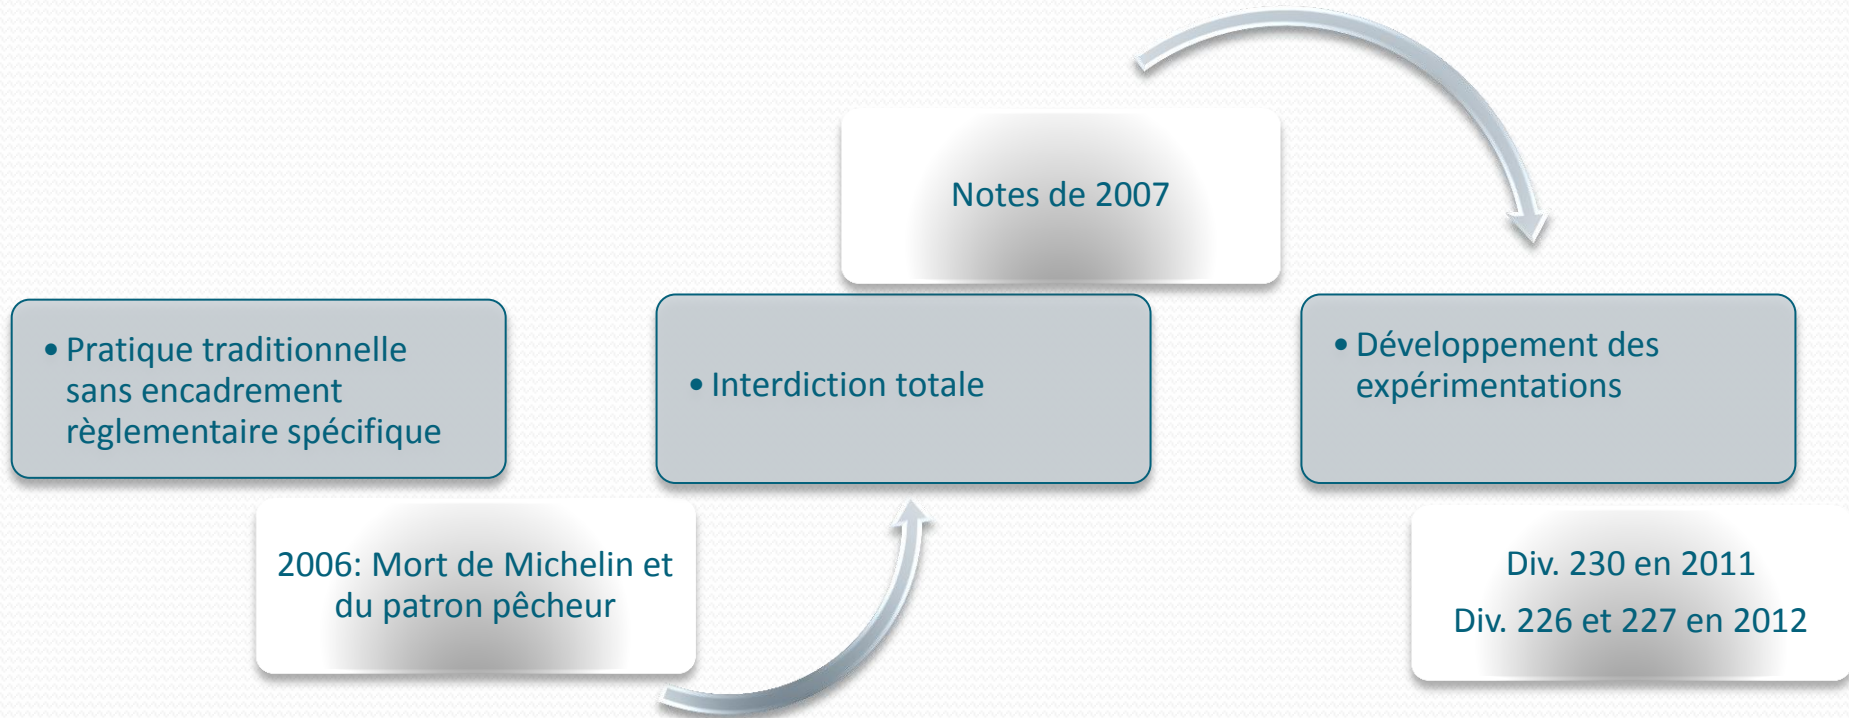 • Pratique traditionnelle
sans encadrement
règlementaire spécifique
2006: Mort de Michelin et
du patron pêcheur
• Interdiction totale
Notes de 2007
• Développement des
expérimentations
Div. 230 en 2011
Div. 226 et 227 en 2012